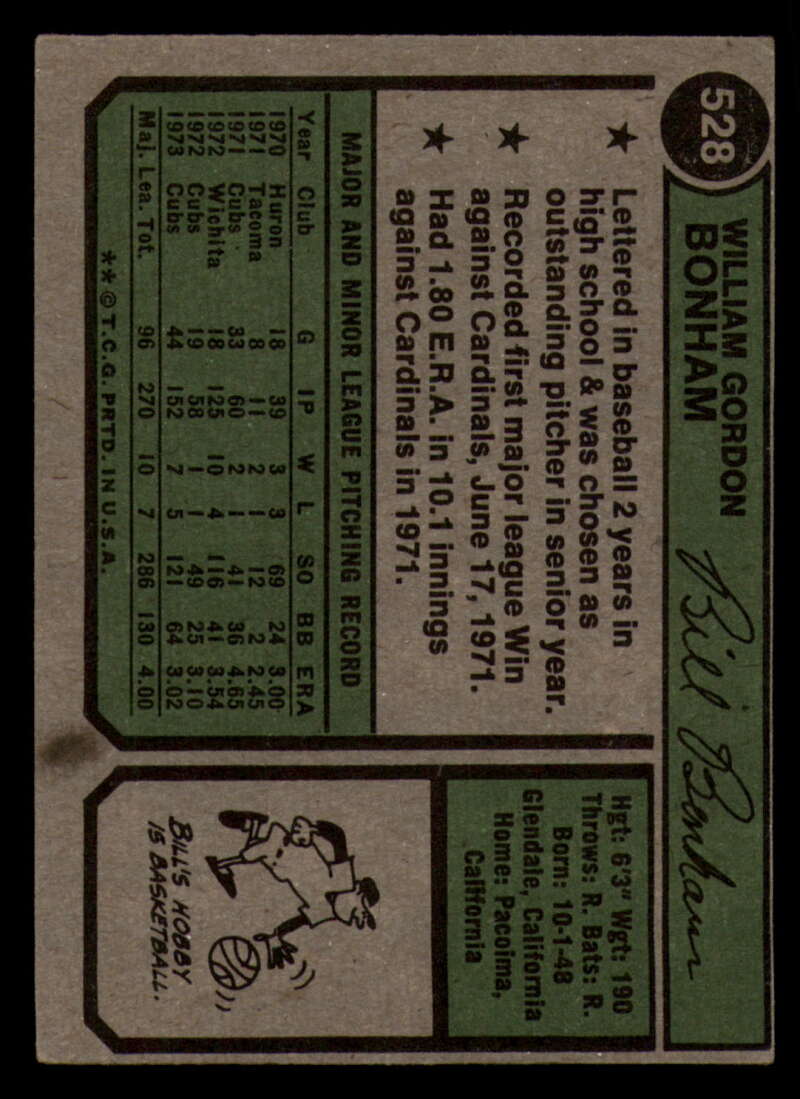 528
WILLIAM GORDON
BONHAM
Bill Bonham
★ Lettered in baseball 2 years in
high school & was chosen as
outstanding pitcher in senior year.
★ Recorded first major league Win
against Cardinals, June 17, 1971.
★ Had 1.80 E.R.A. in 10.1 innings
against Cardinals in 1971.
MAJOR AND MINOR LEAGUE PITCHING RECORD
Year Club G IP W L SO BB ERA
1970 Huron 18 39 3 3 69 24 3.00
1971 Tacoma 8 11 2 1 12 2 2.45
1971 Cubs 33 60 2 1 41 36 4.65
1972 Wichita 18 125 10 4 116 41 3.54
1972 Cubs 19 58 1 1 49 25 3.10
1973 Cubs 44 152 7 5 121 64 3.02
Maj. Lea. Tot. 96 270 10 7 286 130 4.00
**©T.C.G. PRTD. IN U.S.A.
Hgt: 6'3" Wgt: 190
Throws: R. Bats: R.
Born: 10-1-48
Glendale, California
Home: Pacoima,
California
BILL'S HOBBY
IS BASKETBALL.